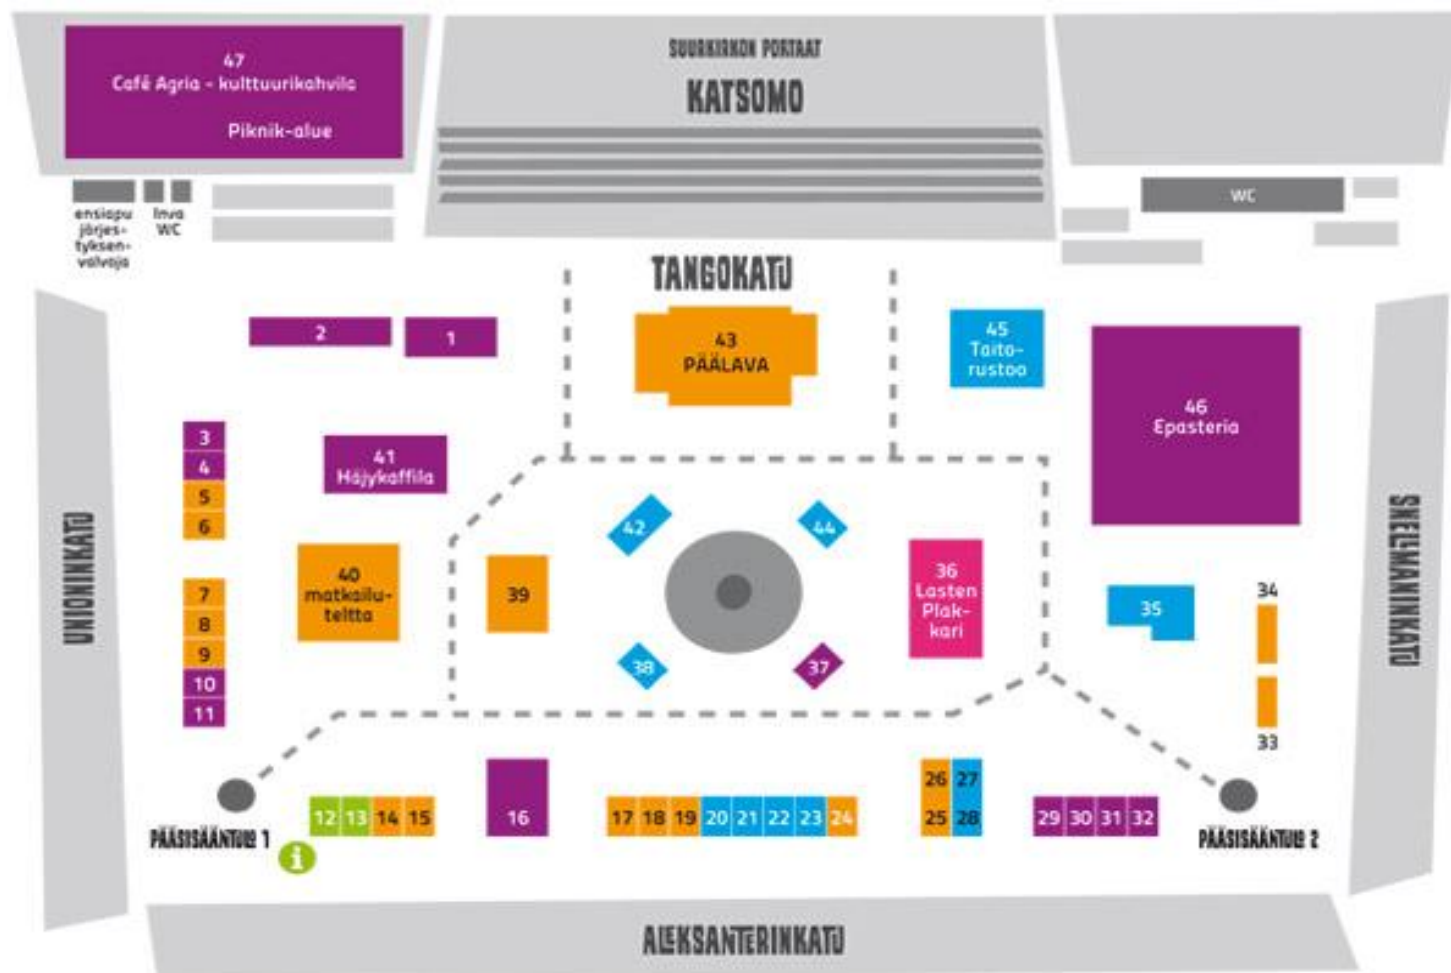 47
Café Agria - kulttuurikahvila
Piknik-alue
SUURKIRKON PORTAAT
KATSOMO
WC
ensiapu
järjes-
tyksen-
valvoja
Inva
WC
TANGOKATU
2
1
43
PÄÄLAVA
45
Taito-
rustoo
46
Epasteria
3
4
5
6
41
Häjykaffila
42
44
UNIONINKATU
SNELLMANINKATU
40
matkailu-
teltta
39
36
Lasten
Plak-
kari
35
34
7
8
9
10
11
38
37
33
PÄÄSISÄÄNTULO 1
i
12 13 14 15
16
17 18 19 20 21 22 23 24
26 27
25 28
29 30 31 32
PÄÄSISÄÄNTULO 2
ALEKSANTERINKATU